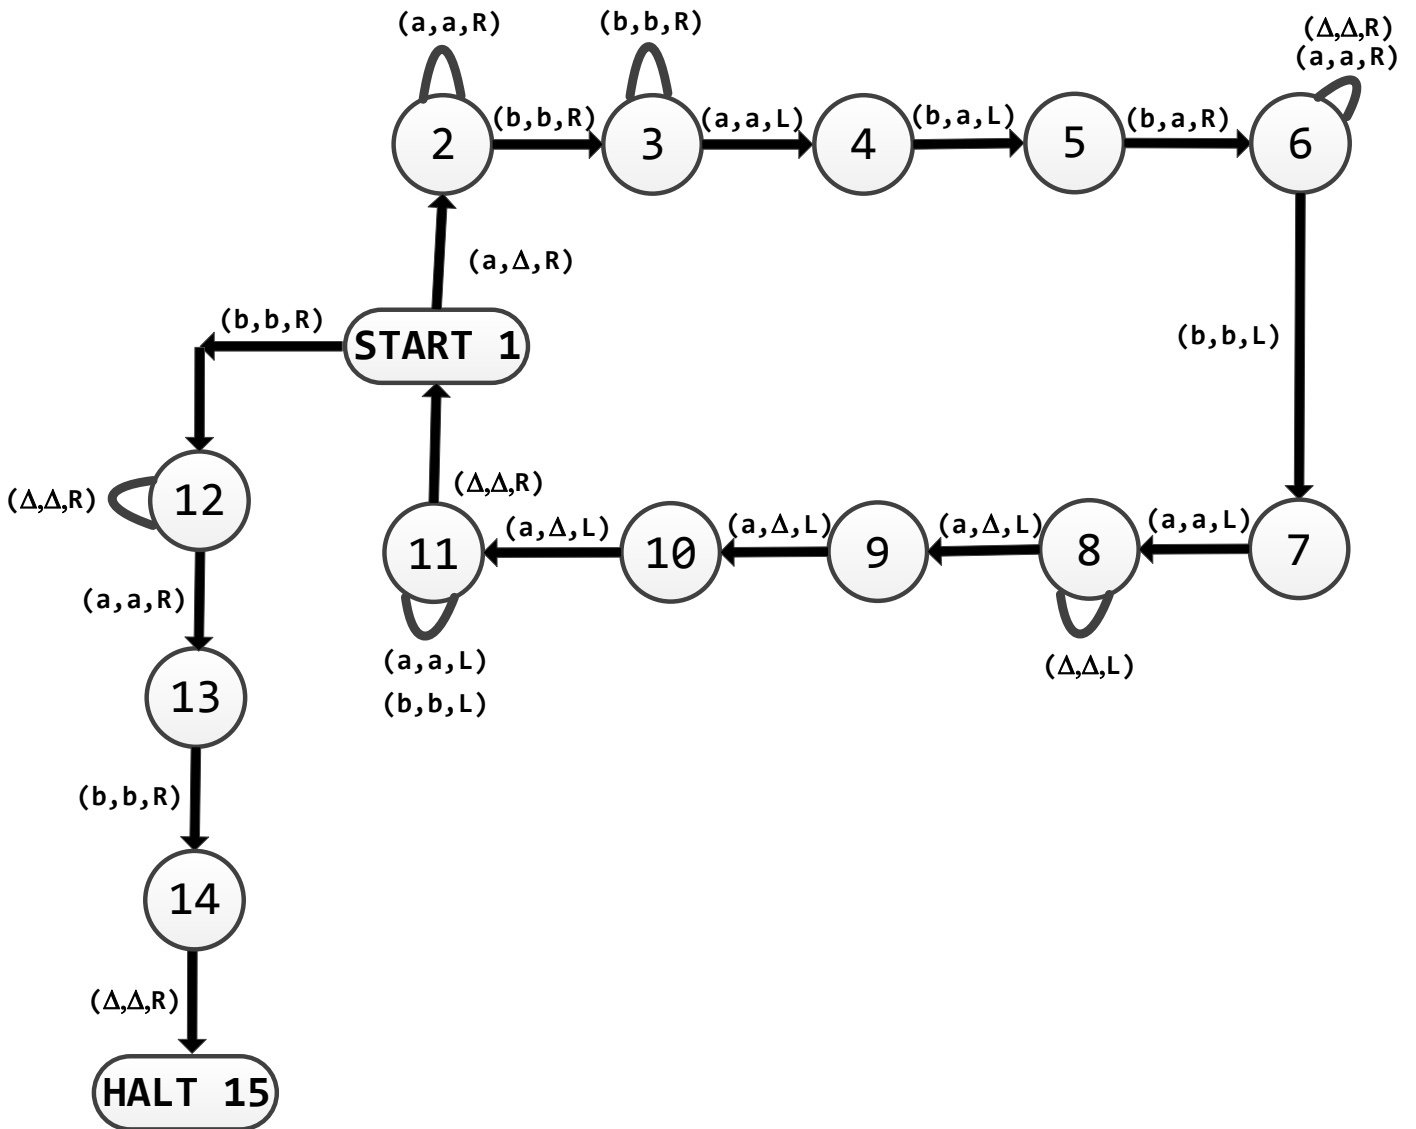 (a,a,R)
(b,b,R)
(Δ,Δ,R)
(a,a,R)
2
(b,b,R)
3
(a,a,L)
4
(b,a,L)
5
(b,a,R)
6
(a,Δ,R)
(b,b,R)
START 1
(b,b,L)
(Δ,Δ,R)
12
(Δ,Δ,R)
11
(a,Δ,L)
10
(a,Δ,L)
9
(a,Δ,L)
8
(a,a,L)
7
(a,a,R)
(a,a,L)
(b,b,L)
(Δ,Δ,L)
13
(b,b,R)
14
(Δ,Δ,R)
HALT 15